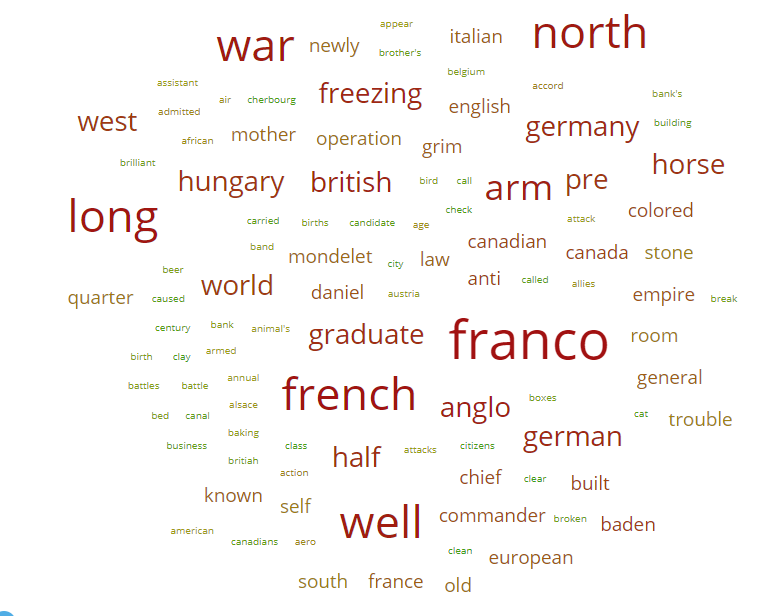 appear
war newly brother's italian north
belgium
assistant air cherbourg freezing accord bank's
west admitted english germany building
african mother operation grim
brilliant hungary british bird call arm pre horse
long carried births candidate age check attack colored
band mondelet city law canadian canada stone
beer
quarter caused world daniel austria anti called allies empire break
century bank animal's graduate franco room
birth clay armed
battles battle annual french general
bed canal alsace anglo boxes cat trouble
business baking class half attacks citizens german
britiah action chief clear built
known self well commander broken baden
american canadians aero clean european
south france old